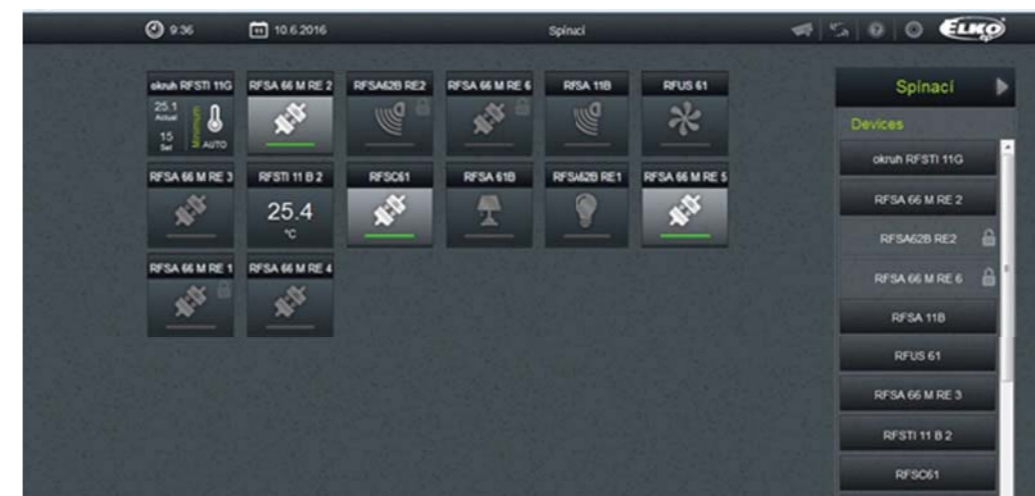 9:36 10.6.2016 Spínací ELKO ep
okruh RFSTI 11G RFSA 66 M RE 2 RFSA62B RE2 RFSA 66 M RE 6 RFSA 11B RFUS 61
25.1
Actual
15
Set
Minimum
AUTO
RFSA 66 M RE 3 RFSTI 11 B 2 RFSC61 RFSA 61B RFSA62B RE1 RFSA 66 M RE 5
25.4
°C
RFSA 66 M RE 1 RFSA 66 M RE 4
Spínací
Devices
okruh RFSTI 11G
RFSA 66 M RE 2
RFSA62B RE2
RFSA 66 M RE 6
RFSA 11B
RFUS 61
RFSA 66 M RE 3
RFSTI 11 B 2
RFSC61